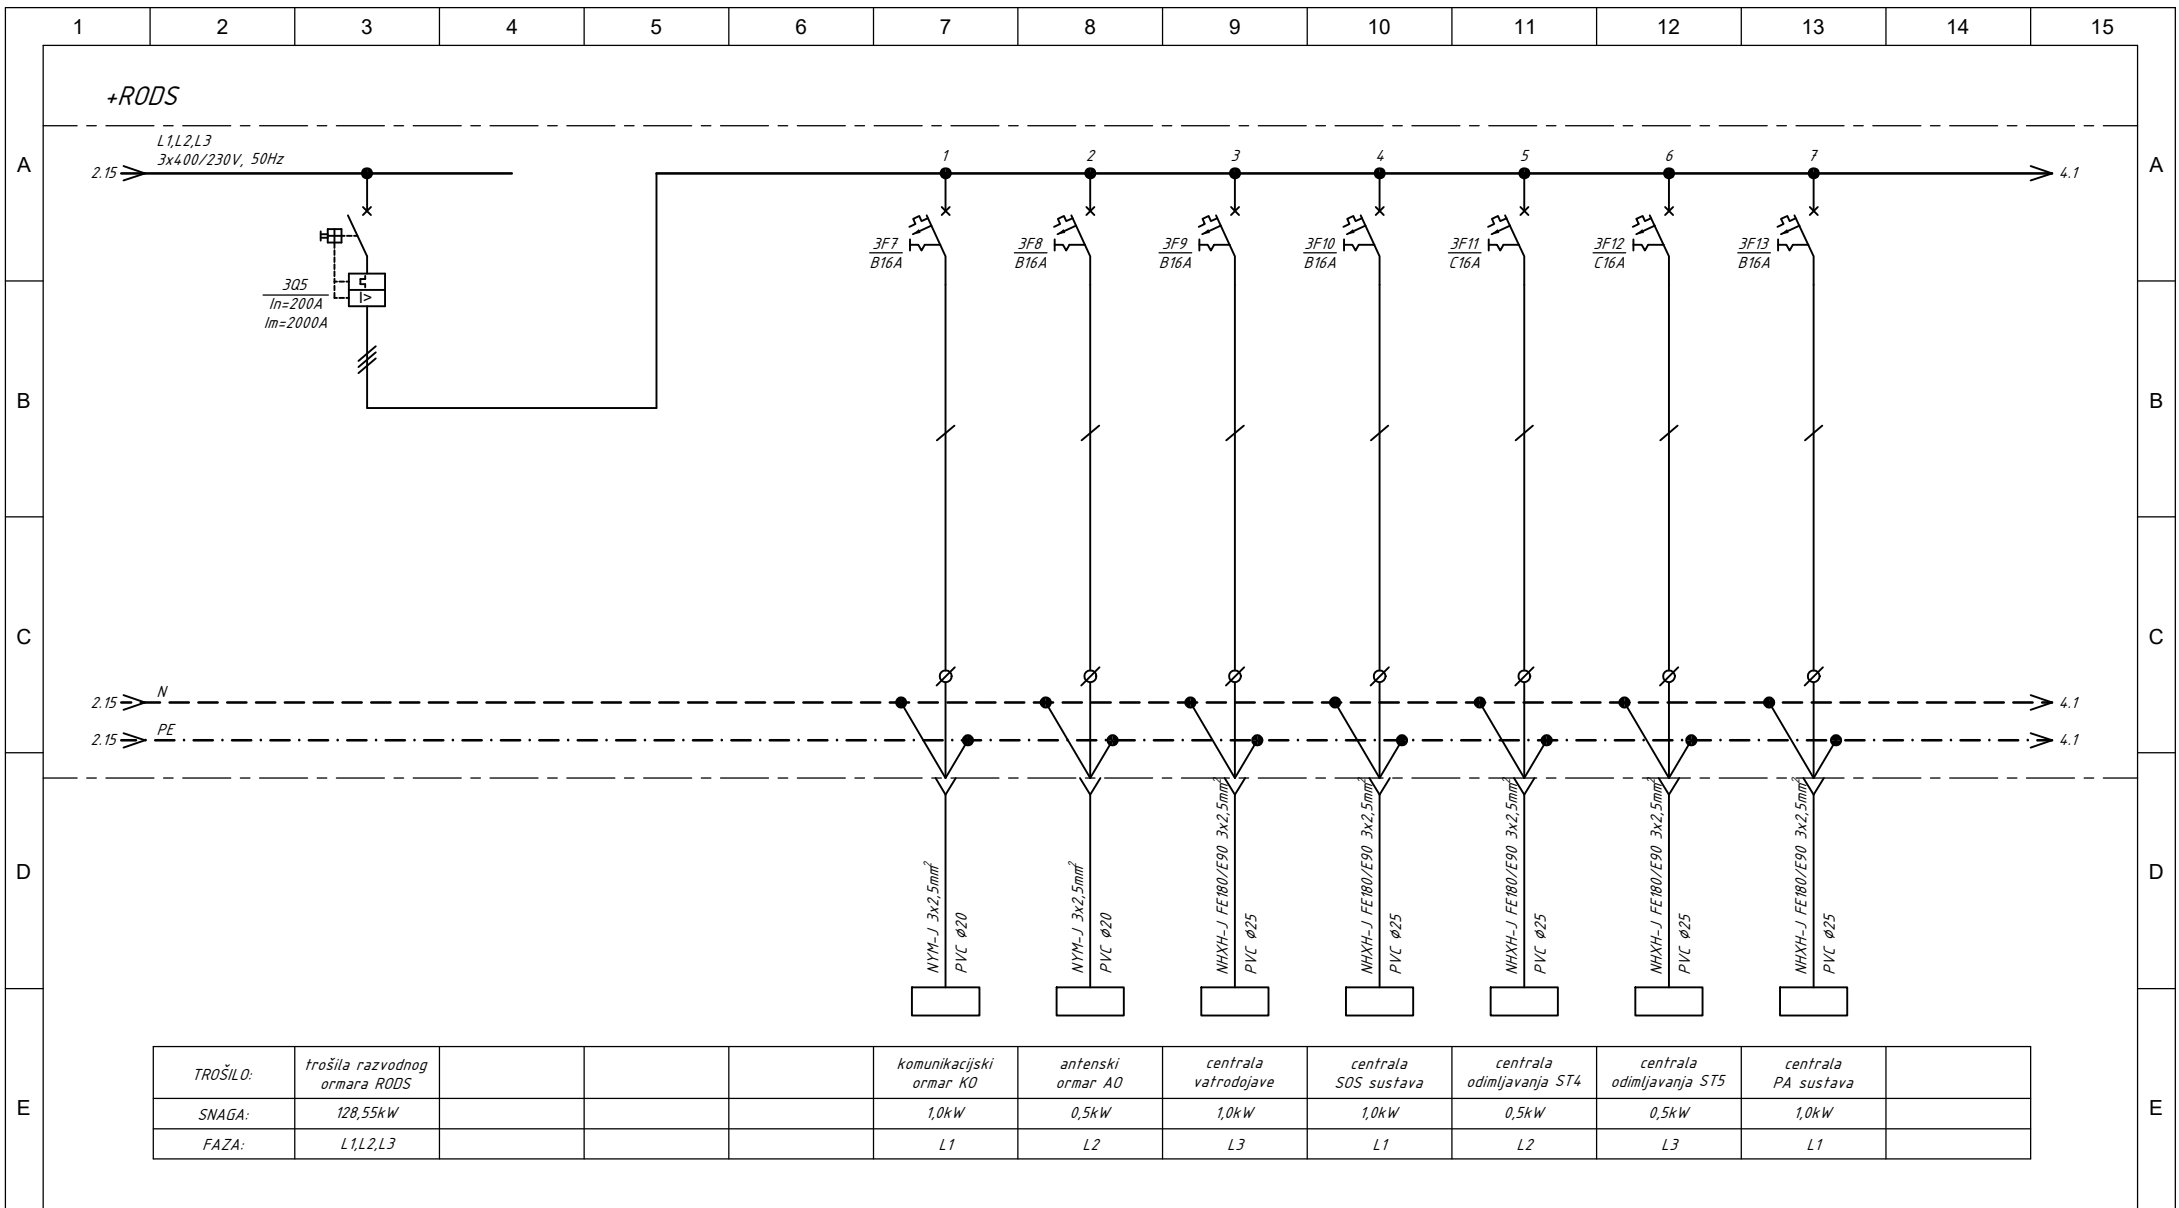 1 2 3 4 5 6 7 8 9 10 11 12 13 14 15
+RODS
L1,L2,L3
3x400/230V, 50Hz
A 2.15 1 2 3 4 5 6 7 4.1 A
3F7 3F8 3F9 3F10 3F11 3F12 3F13
B16A B16A B16A B16A C16A C16A B16A
3Q5
In=200A
I>
Im=2000A
B B
C C
2.15 N 4.1
2.15 PE 4.1
D D
NYM-J 3x2,5mm²
PVC ø20
NYM-J 3x2,5mm²
PVC ø20
NHXH-J FE180/E90 3x2,5mm²
PVC ø25
NHXH-J FE180/E90 3x2,5mm²
PVC ø25
NHXH-J FE180/E90 3x2,5mm²
PVC ø25
NHXH-J FE180/E90 3x2,5mm²
PVC ø25
NHXH-J FE180/E90 3x2,5mm²
PVC ø25
TROŠILO: trošila razvodnog komunikacijski antenski centrala centrala centrala centrala centrala
ormara RODS ormar KO ormar AO vatrodojave SOS sustava odimljavanja ST4 odimljavanja ST5 PA sustava
E SNAGA: 128,55kW 1,0kW 0,5kW 1,0kW 1,0kW 0,5kW 0,5kW 1,0kW E
FAZA: L1,L2,L3 L1 L2 L3 L1 L2 L3 L1